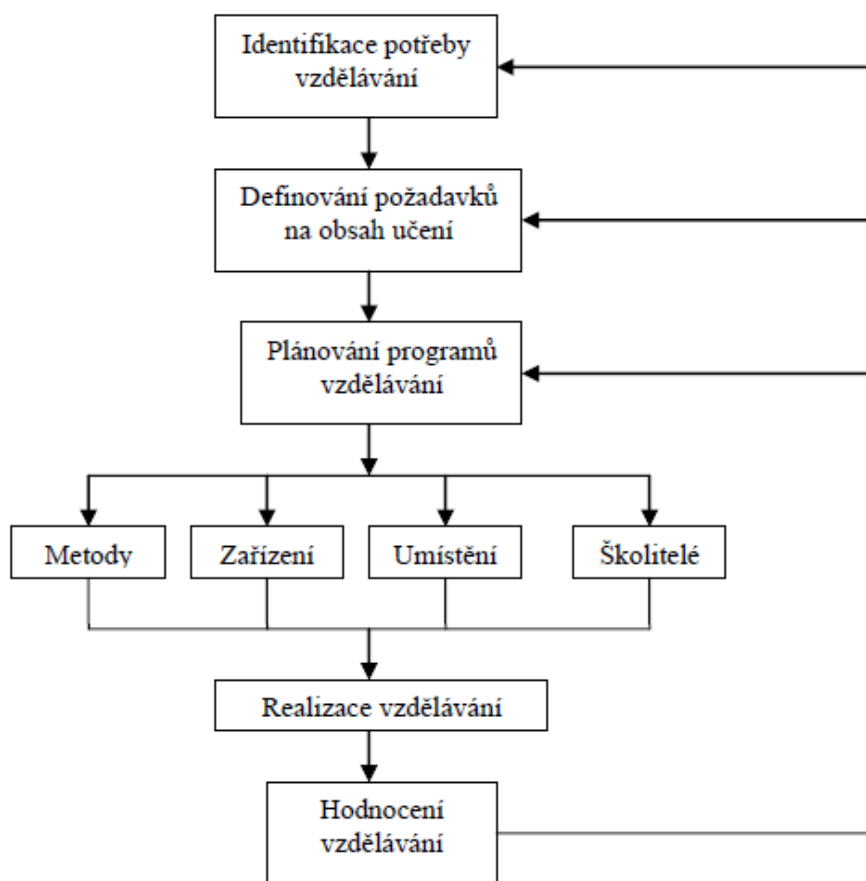 Identifikace potřeby
vzdělávání
Definování požadavků
na obsah učení
Plánování programů
vzdělávání
Metody
Zařízení
Umístění
Školitelé
Realizace vzdělávání
Hodnocení
vzdělávání